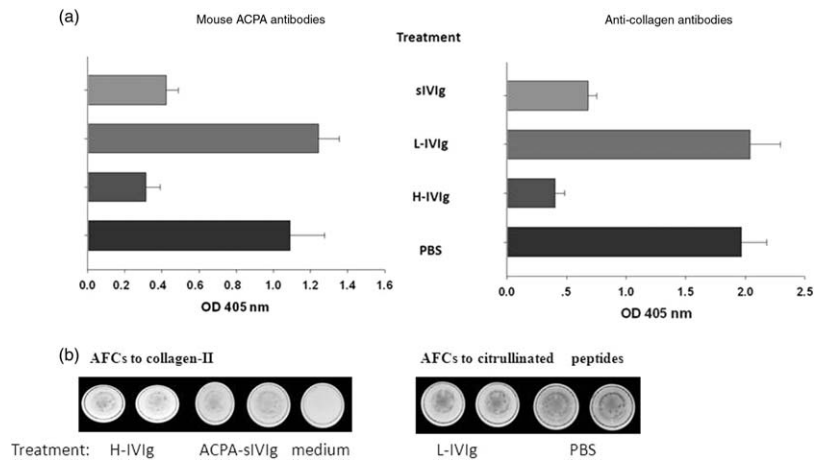 (a)
Mouse ACPA antibodies
Treatment
Anti-collagen antibodies
sIVIg
L-IVIg
H-IVIg
PBS
0.0 0.2 0.4 0.6 0.8 1.0 1.2 1.4 1.6
OD 405 nm
0.0 .5 1.0 1.5 2.0 2.5
OD 405 nm
(b)
AFCs to collagen-II
AFCs to citrullinated peptides
Treatment: H-IVIg ACPA-sIVIg medium
L-IVIg PBS